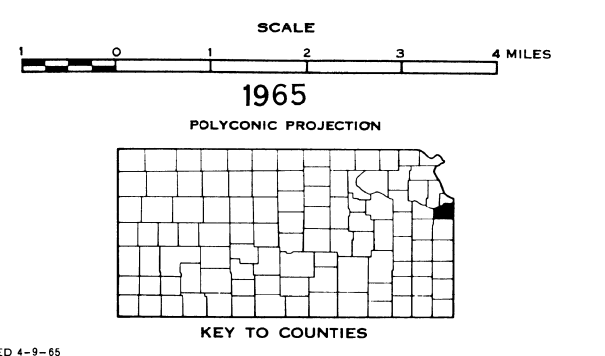 SCALE
1 0 1 2 3 4 MILES
1965
POLYCONIC PROJECTION
KEY TO COUNTIES
ED 4-9-65